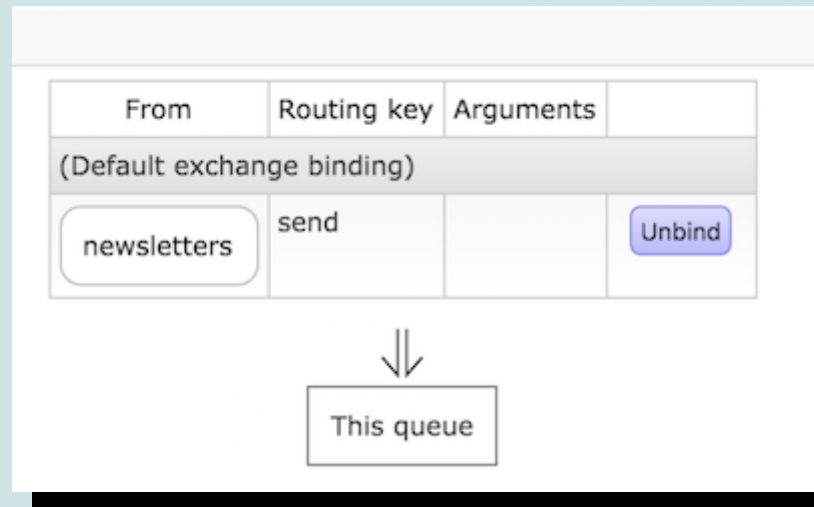 From Routing key Arguments
(Default exchange binding)
newsletters send Unbind
This queue